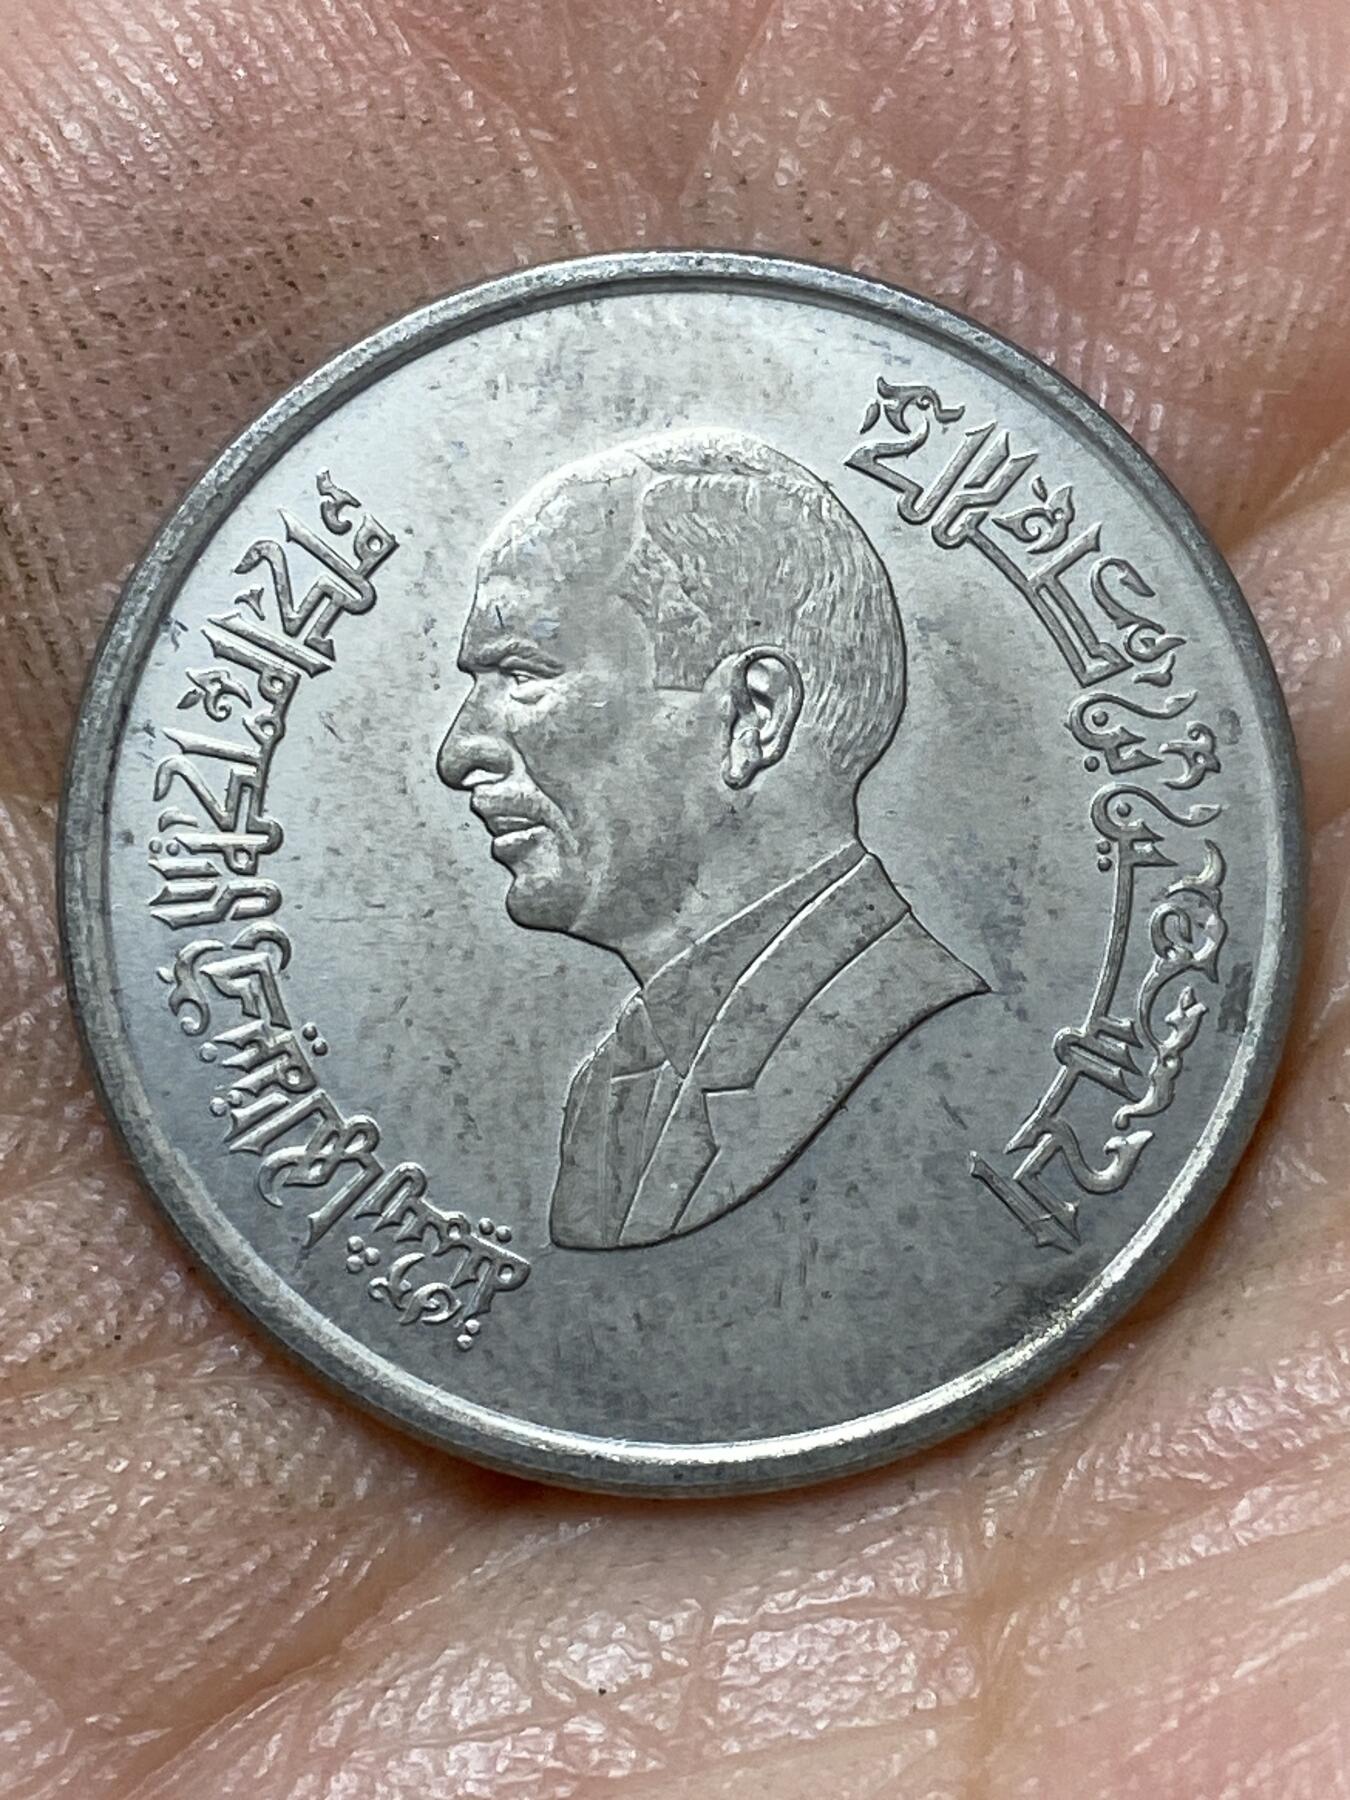 الحسين بن طلال
ملك المملكة الأردنية الهاشمية